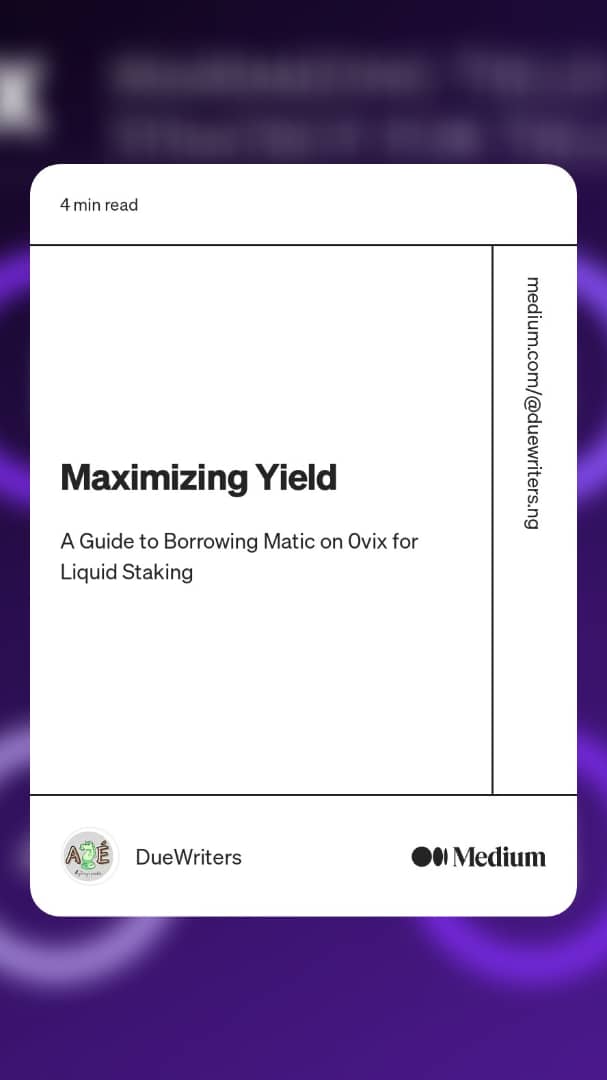 4 min read
medium.com/@duewriters.ng
Maximizing Yield
A Guide to Borrowing Matic on 0vix for
Liquid Staking
AÉ
DueWriters
Medium